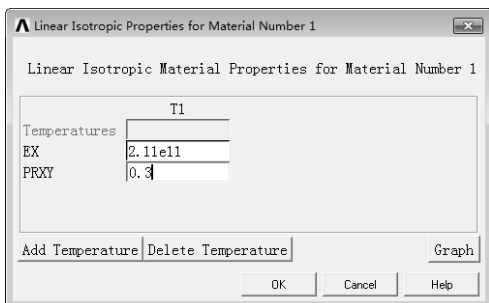 Linear Isotropic Properties for Material Number 1
Linear Isotropic Material Properties for Material Number 1
T1
Temperatures
EX 2.11e11
PRXY 0.3
Add Temperature Delete Temperature Graph
OK Cancel Help